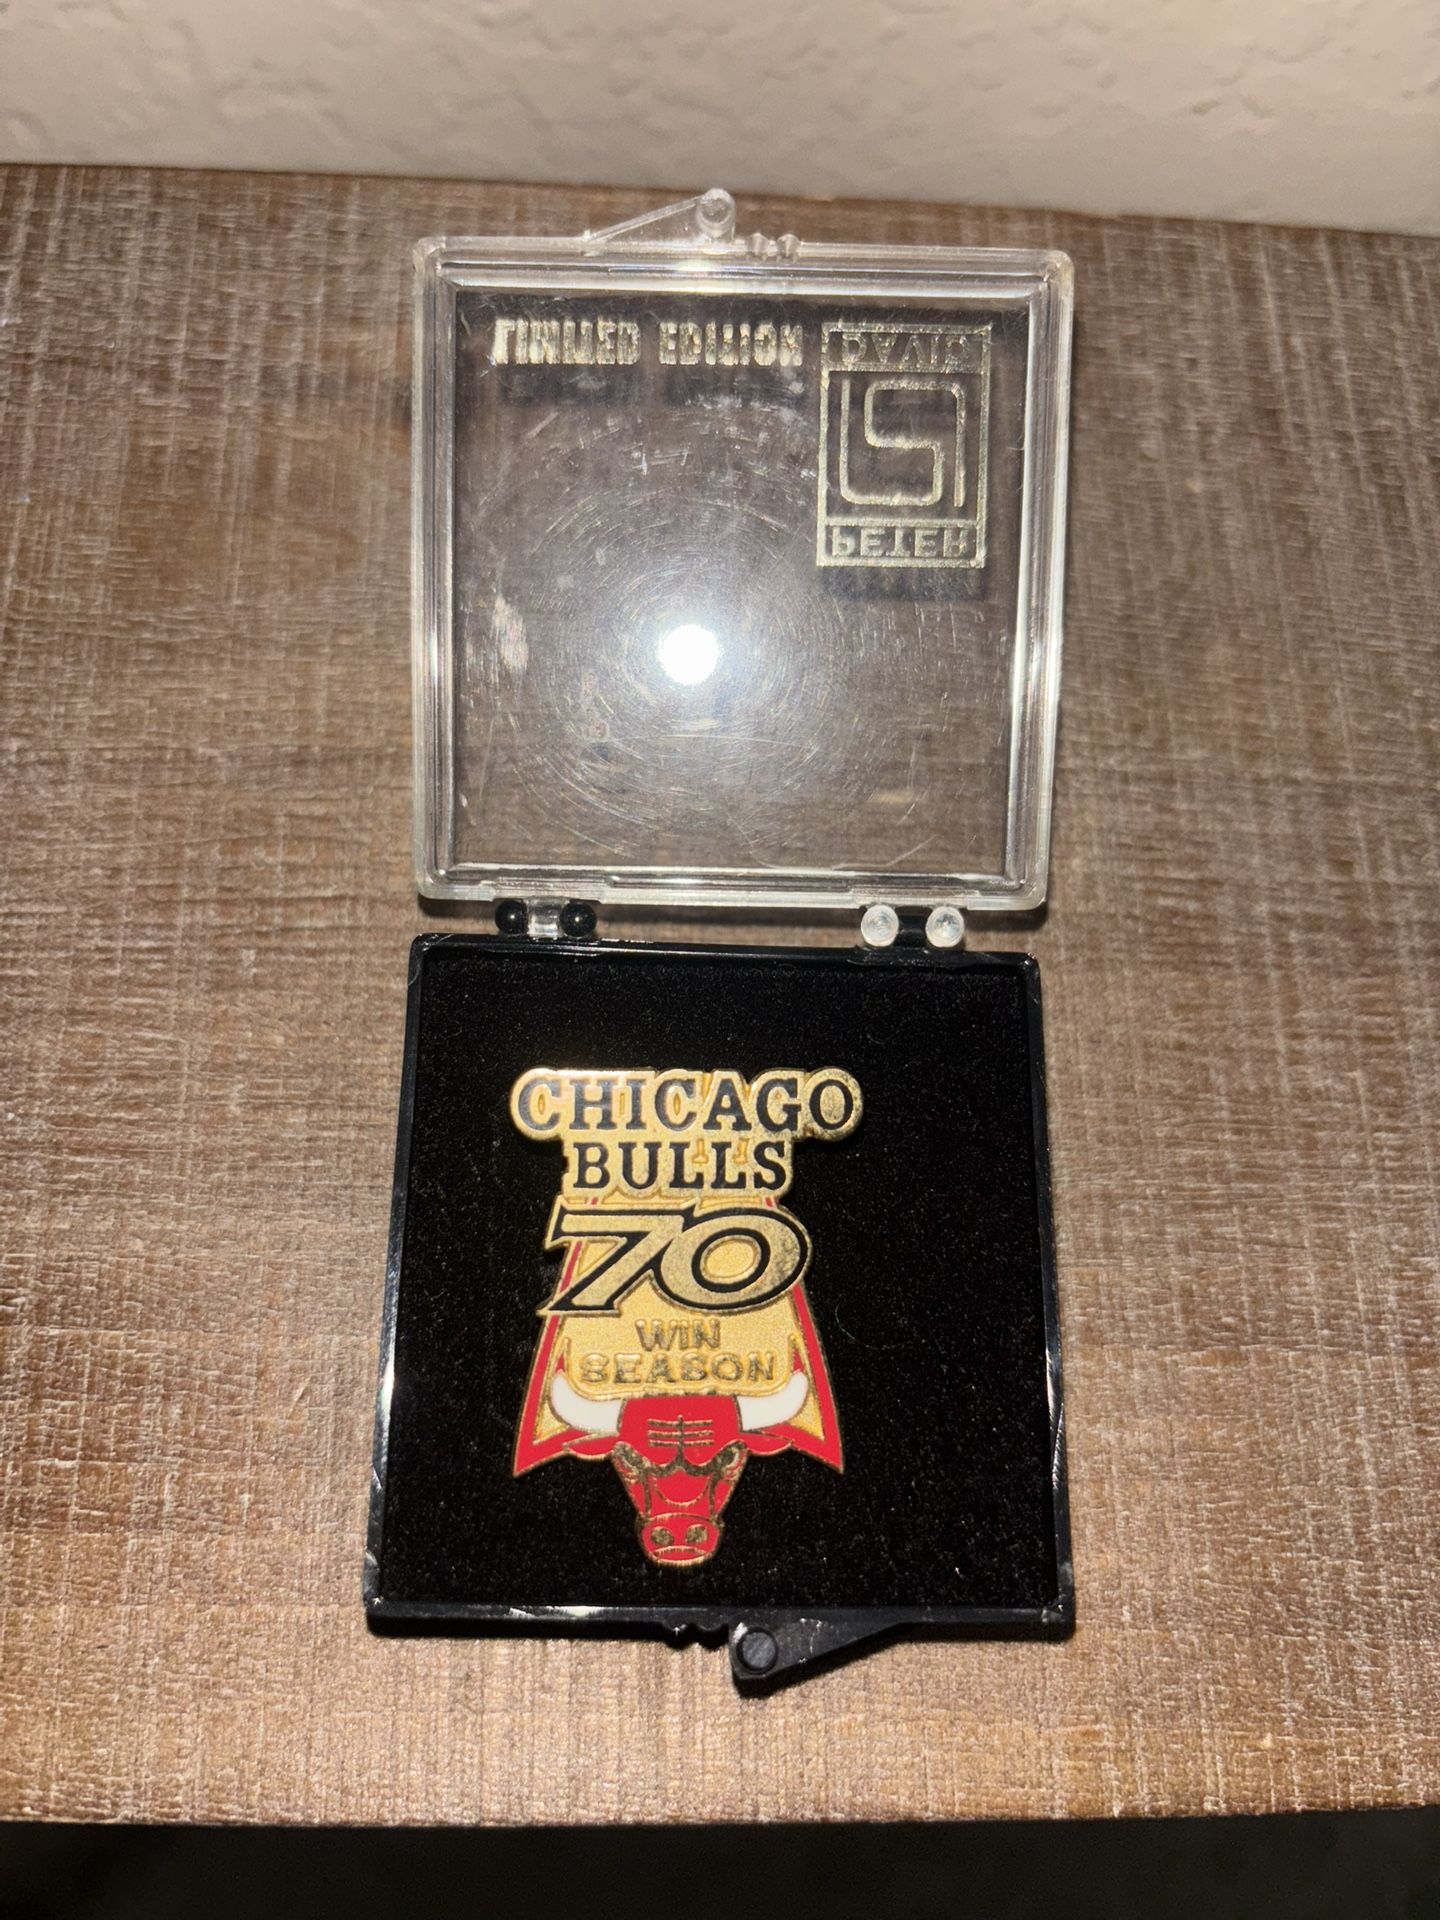 LIMITED EDITION
PETER
DAVID
CHICAGO
BULLS
70
WIN
SEASON